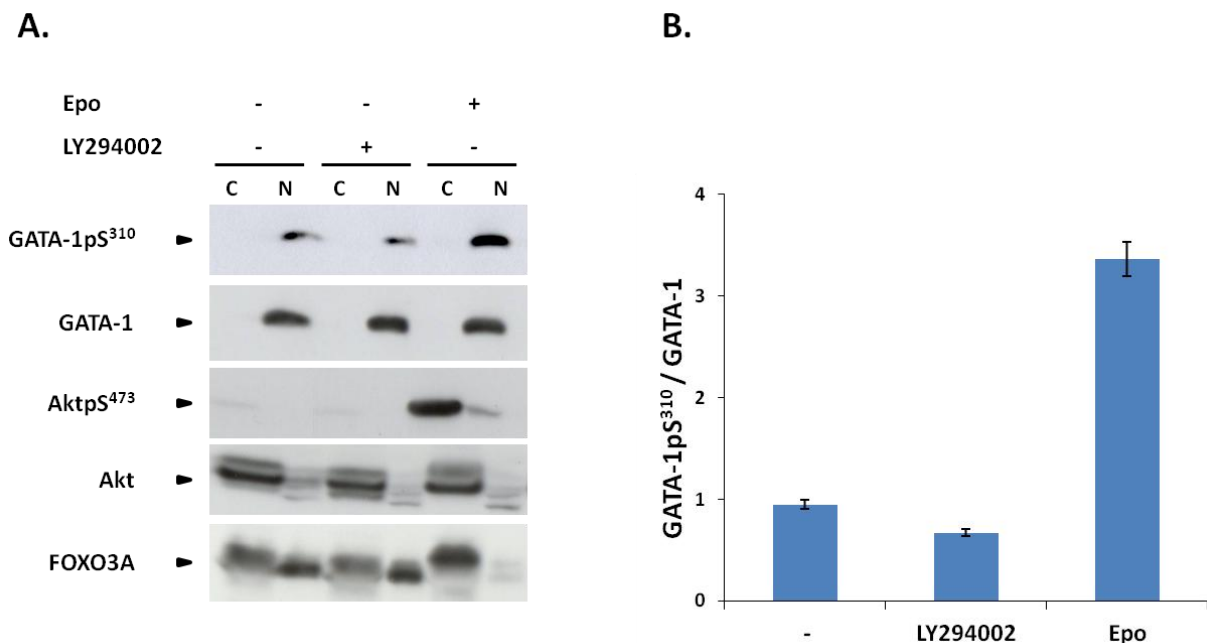 A.
Epo - - +
LY294002 - + -
C N C N C N
GATA-1pS³¹⁰
GATA-1
AktpS⁴⁷³
Akt
FOXO3A
B.
GATA-1pS³¹⁰ / GATA-1
4
3
2
1
0
- LY294002 Epo